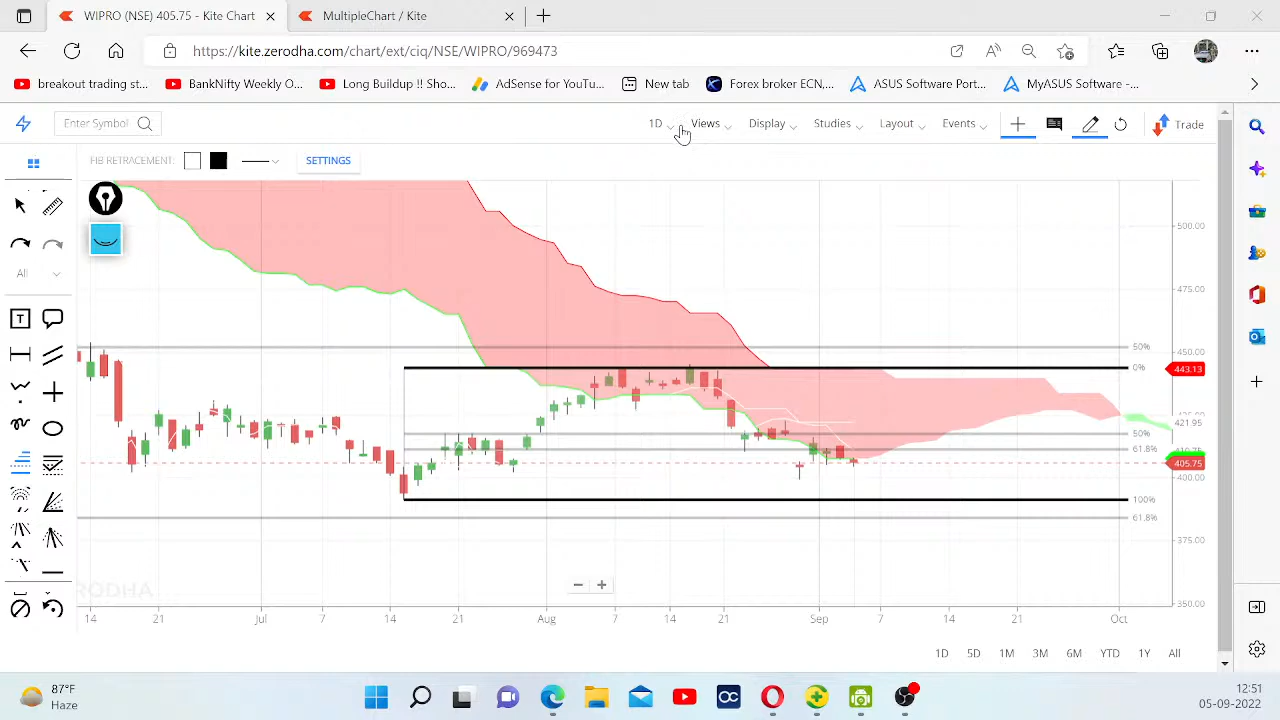 WIPRO (NSE) 405.75 - Kite Chart
MultipleChart / Kite
https://kite.zerodha.com/chart/ext/ciq/NSE/WIPRO/969473
breakout trading st...
BankNifty Weekly O...
Long Buildup !! Sho...
AdSense for YouTu...
New tab
Forex broker ECN,...
ASUS Software Port...
MyASUS Software -...
Enter Symbol
1D
Views
Display
Studies
Layout
Events
Trade
FIB RETRACEMENT:
SETTINGS
All
T
500.00
475.00
50%
450.00
0%
443.13
421.95
50%
61.8%
405.75
400.00
100%
61.8%
375.00
350.00
14
21
Jul
7
14
21
Aug
7
14
21
Sep
7
14
21
Oct
1D
5D
1M
3M
6M
YTD
1Y
All
87°F
Haze
12:51
05-09-2022